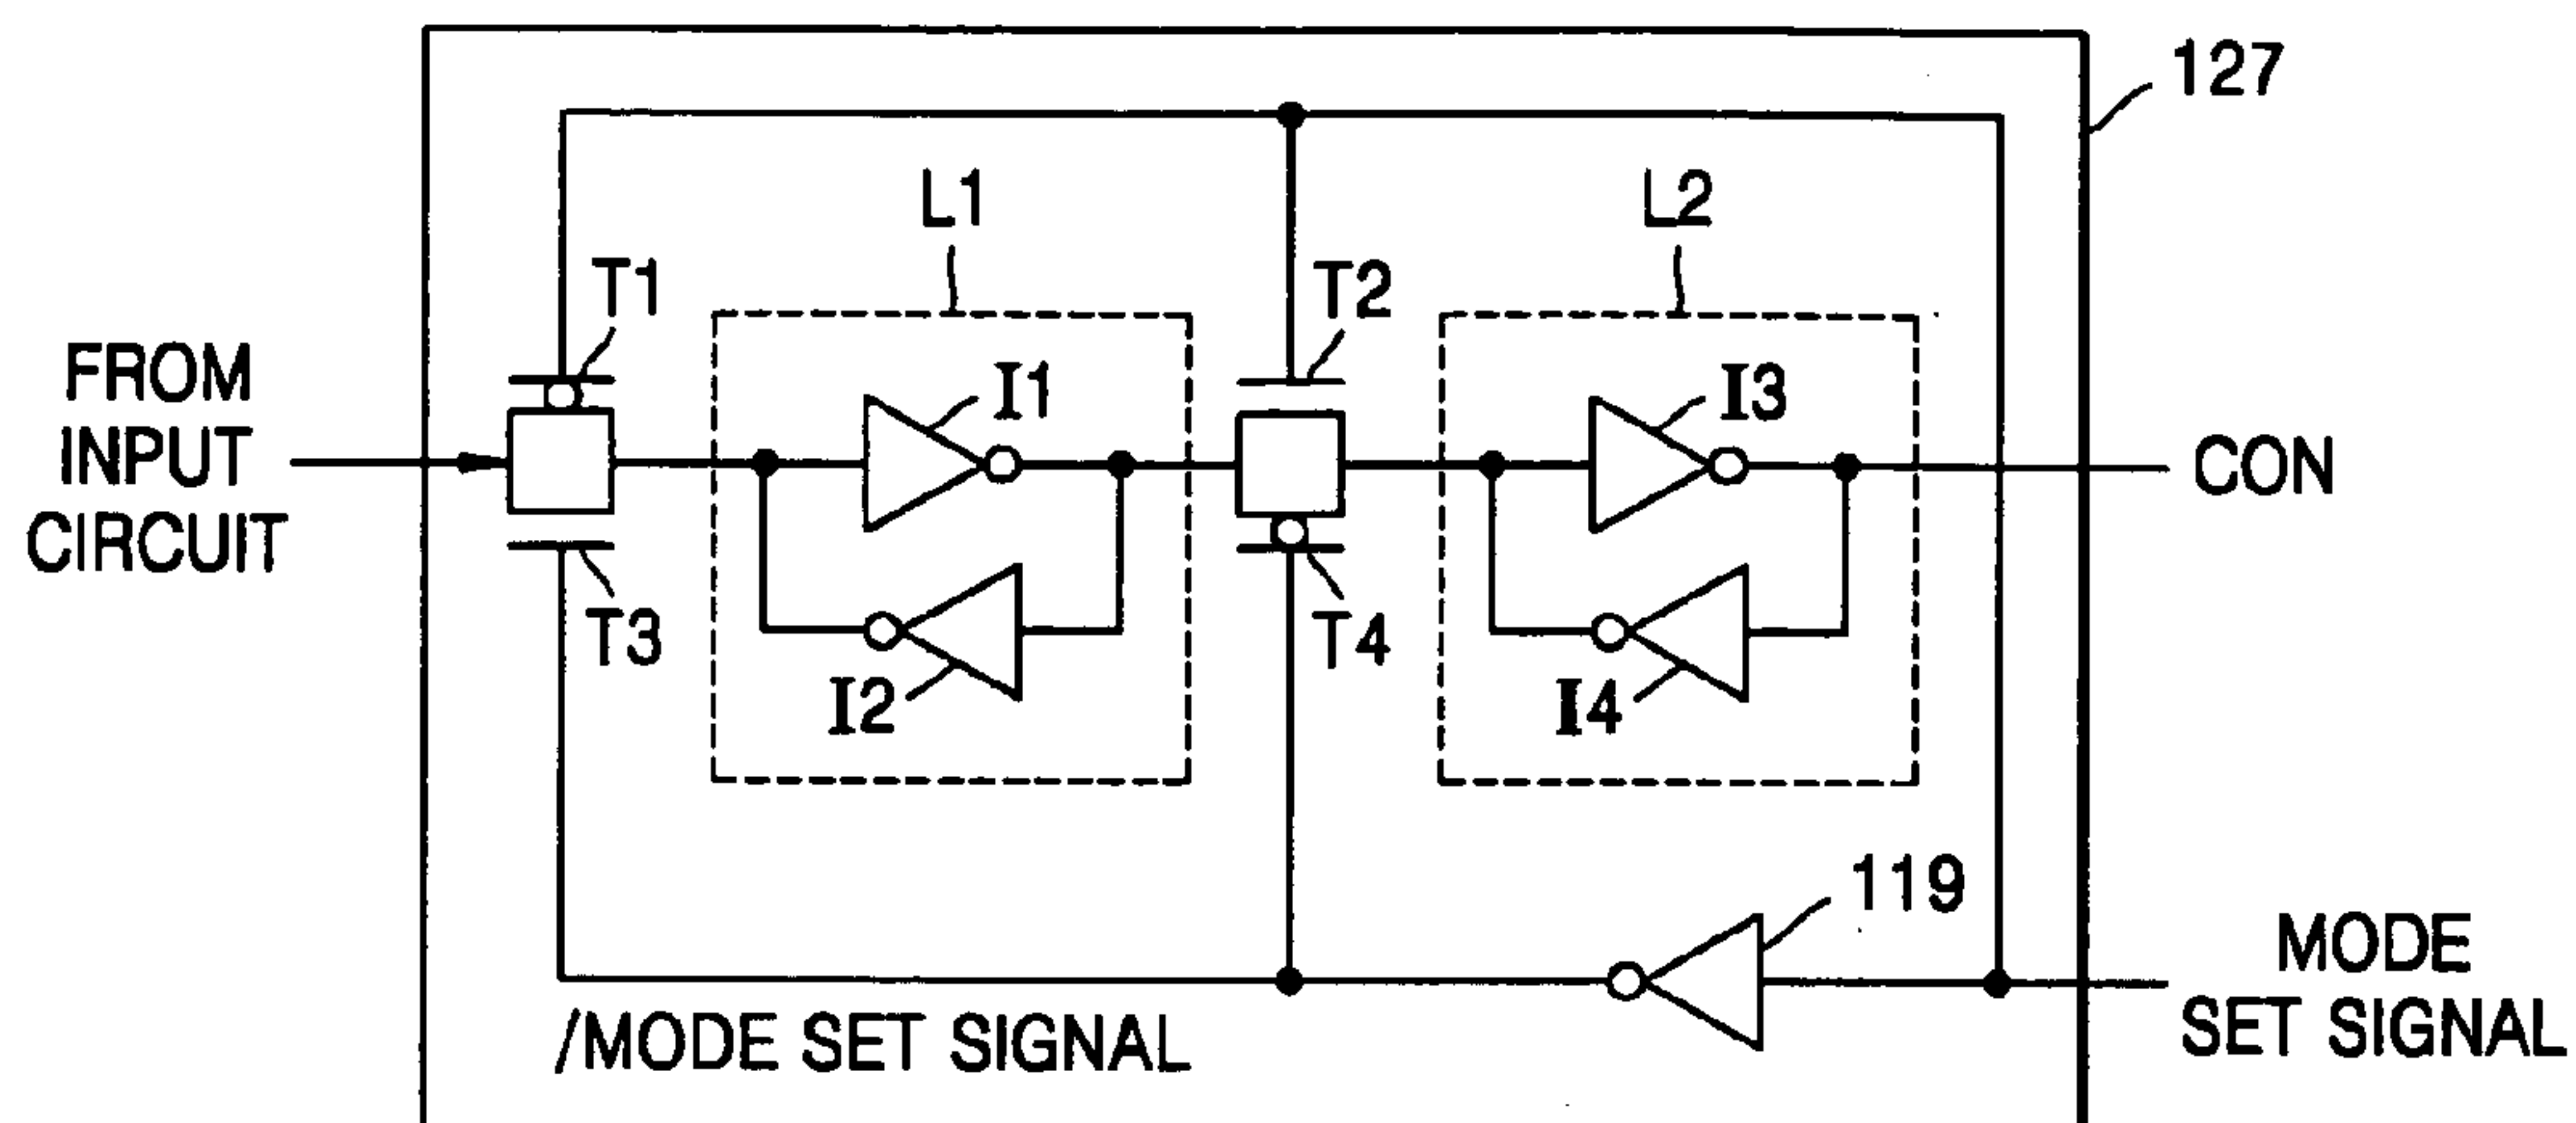 127
L1
L2
T1
T2
FROM
INPUT
CIRCUIT
I1
I3
CON
T3
T4
I2
I4
119
MODE
SET SIGNAL
/MODE SET SIGNAL